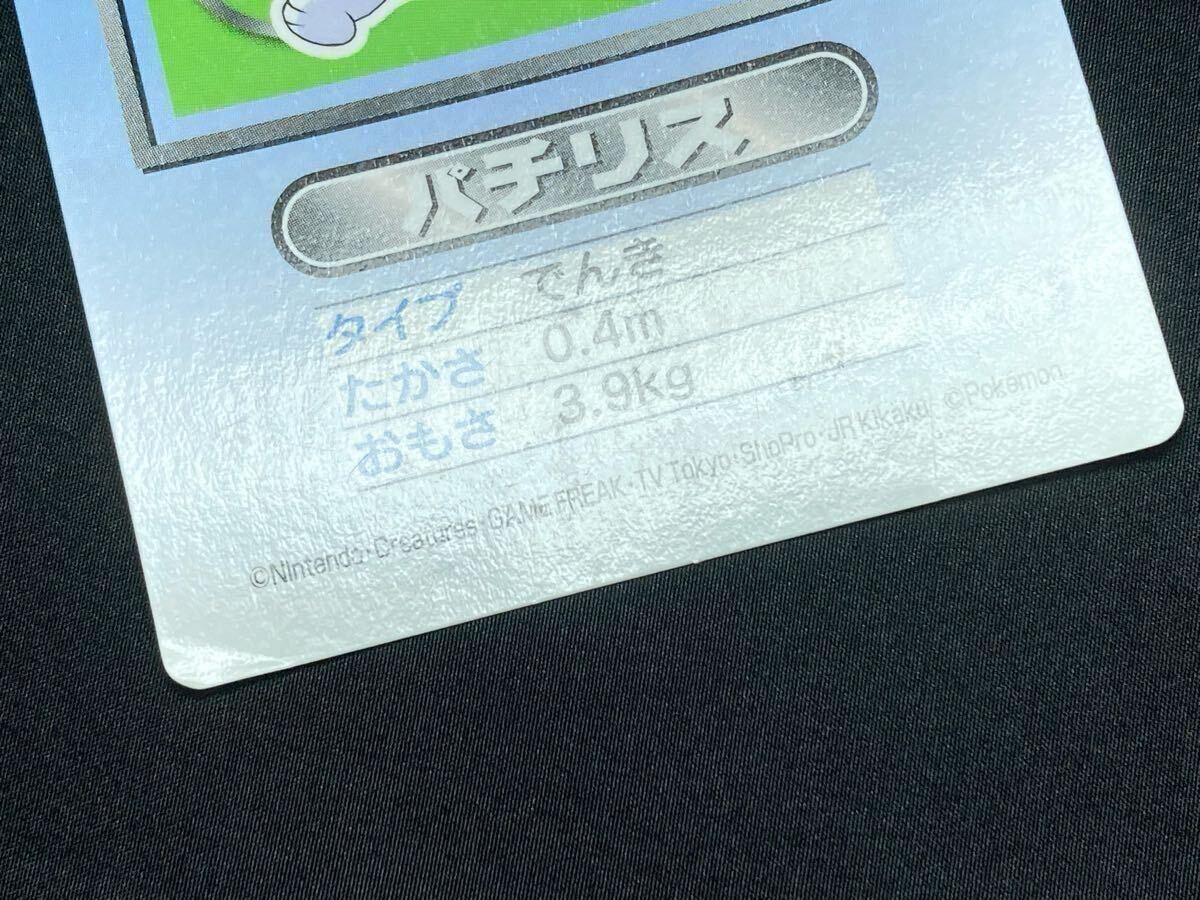 パチリス
タイプ でんき
たかさ 0.4m
おもさ 3.9kg
©Nintendo・Creatures・GAME FREAK・TV Tokyo・ShoPro・JR Kikaku ©Pokémon